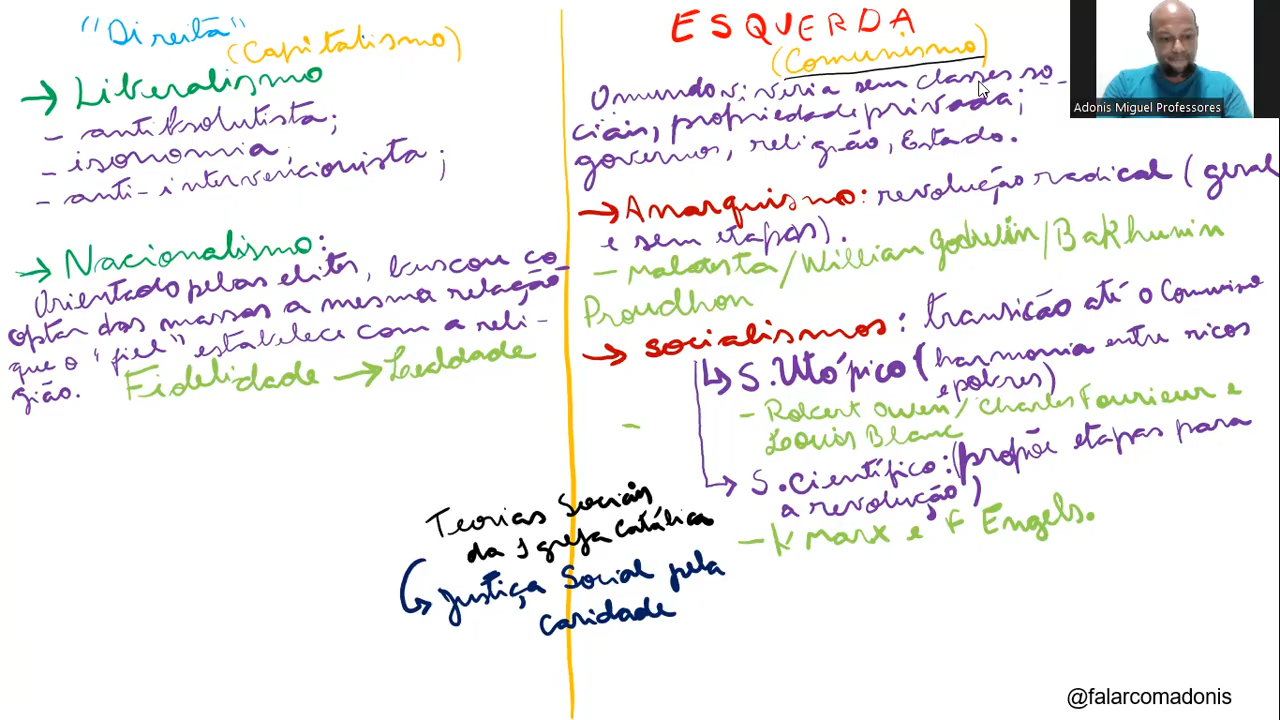 "Direita"
(Capitalismo)
→ Liberalismo
- antiabsolutista;
- isonomia;
- anti-intervencionista;
→ Nacionalismo:
Orientado pelas elites, buscou co-
optar das massas a mesma relação
que o "fiel" estabelece com a reli-
gião.
Fidelidade → Lealdade
ESQUERDA
(Comunismo)
O mundo viveria sem classes so-
ciais, propriedade privada;
governos, religião, Estado.
→ Anarquismo: revolução radical (geral
e sem etapas).
- Malatesta/Willian Godwin/Bakhunin
Proudhon
→ socialismos: transição até o Comunismo
↳ S. Utópico (harmonia entre ricos
e pobres)
- Robert Owen/Charles Fourieur e
Louis Blanc
→ S. Científico: (propõe etapas para
a revolução)
- K Marx e F Engels.
-
Teorias Sociais
da Igreja Católica
↳ Justiça Social pela
caridade
Adonis Miguel Professores
@falarcomadonis